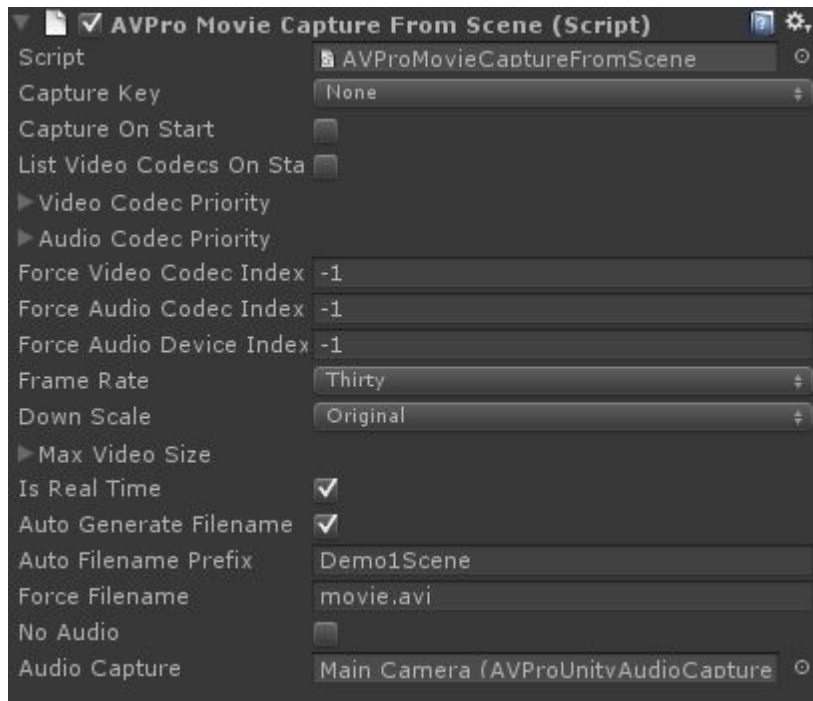 AVPro Movie Capture From Scene (Script)
Script AVProMovieCaptureFromScene
Capture Key None
Capture On Start
List Video Codecs On Sta
Video Codec Priority
Audio Codec Priority
Force Video Codec Index -1
Force Audio Codec Index -1
Force Audio Device Index -1
Frame Rate Thirty
Down Scale Original
Max Video Size
Is Real Time
Auto Generate Filename
Auto Filename Prefix Demo1Scene
Force Filename movie.avi
No Audio
Audio Capture Main Camera (AVProUnityAudioCapture